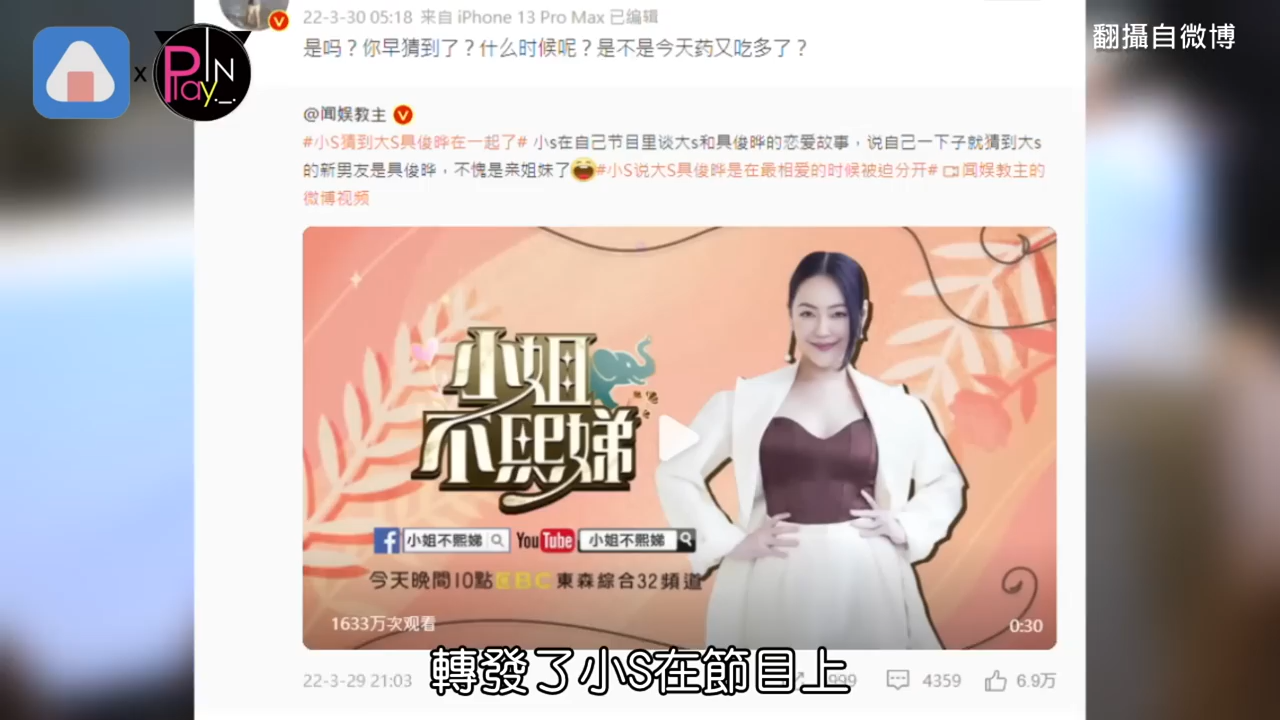 22-3-30 05:18 来自 iPhone 13 Pro Max 已编辑
翻攝自微博
是吗？你早猜到了？什么时候呢？是不是今天药又吃多了？
x
Play IN
@闻娱教主
#小S猜到大S具俊晔在一起了# 小s在自己节目里谈大s和具俊晔的恋爱故事，说自己一下子就猜到大s
的新男友是具俊晔，不愧是亲姐妹了#小S说大S具俊晔是在最相爱的时候被迫分开# 闻娱教主的
微博视频
小姐
不熙娣
小姐不熙娣 YouTube 小姐不熙娣
今天晚間10點EBC東森綜合32頻道
1633万次观看
0:30
22-3-29 21:03
999 4359 6.9万
轉發了小S在節目上